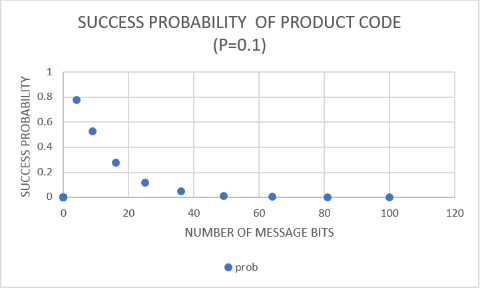 SUCCESS PROBABILITY OF PRODUCT CODE
(P=0.1)
SUCCESS PROBABILITY
1
0.8
0.6
0.4
0.2
0
0 20 40 60 80 100 120
NUMBER OF MESSAGE BITS
prob